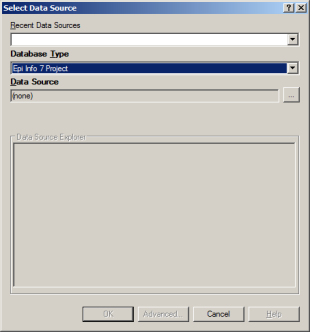 Select Data Source
Recent Data Sources
Database Type
Epi Info 7 Project
Data Source
(none)
...
Data Source Explorer
OK Advanced... Cancel Help